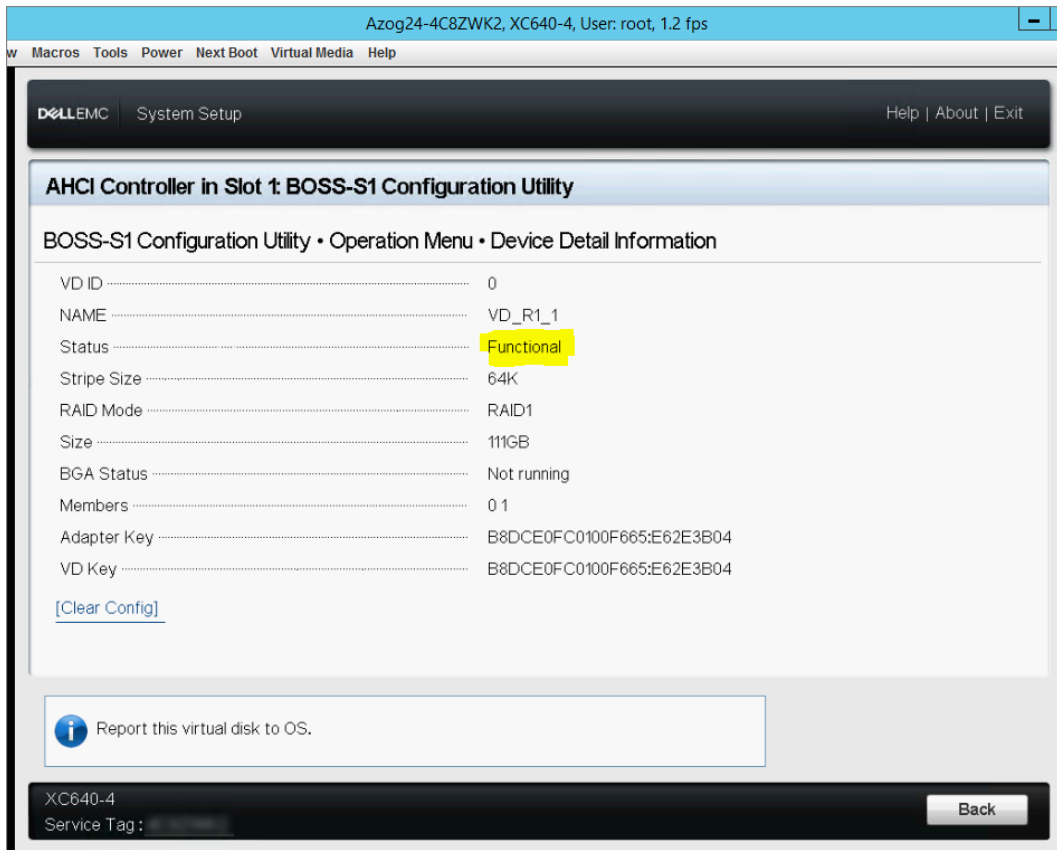 Azog24-4C8ZWK2, XC640-4, User: root, 1.2 fps
w Macros Tools Power Next Boot Virtual Media Help
DELLEMC System Setup Help | About | Exit
AHCI Controller in Slot 1: BOSS-S1 Configuration Utility
BOSS-S1 Configuration Utility • Operation Menu • Device Detail Information
VD ID 0
NAME VD_R1_1
Status Functional
Stripe Size 64K
RAID Mode RAID1
Size 111GB
BGA Status Not running
Members 0 1
Adapter Key B8DCE0FC0100F665:E62E3B04
VD Key B8DCE0FC0100F665:E62E3B04
[Clear Config]
Report this virtual disk to OS.
XC640-4
Service Tag :
Back